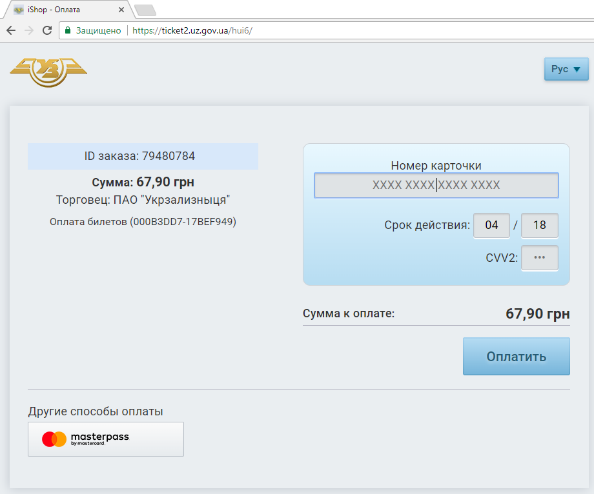 iShop - Оплата
Защищено https://ticket2.uz.gov.ua/hui6/
Рус
ID заказа: 79480784
Сумма: 67,90 грн
Торговец: ПАО "Укрзализныця"
Оплата билетов (000B3DD7-17BEF949)
Номер карточки
XXXX XXXX XXXX XXXX
Срок действия: 04 / 18
CVV2: •••
Сумма к оплате: 67,90 грн
Оплатить
Другие способы оплаты
masterpass
by mastercard